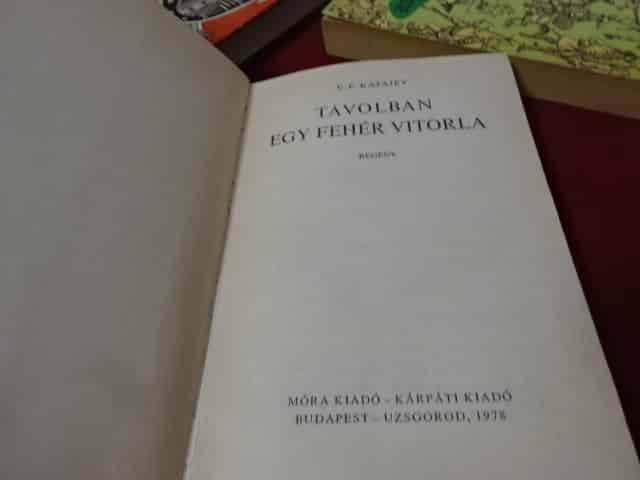 KATAJEV
TÁVOLBAN
EGY FEHÉR VITORLA
REGÉNY
MÓRA KIADÓ – KÁRPÁTI KIADÓ
BUDAPEST – UZSGOROD, 1978